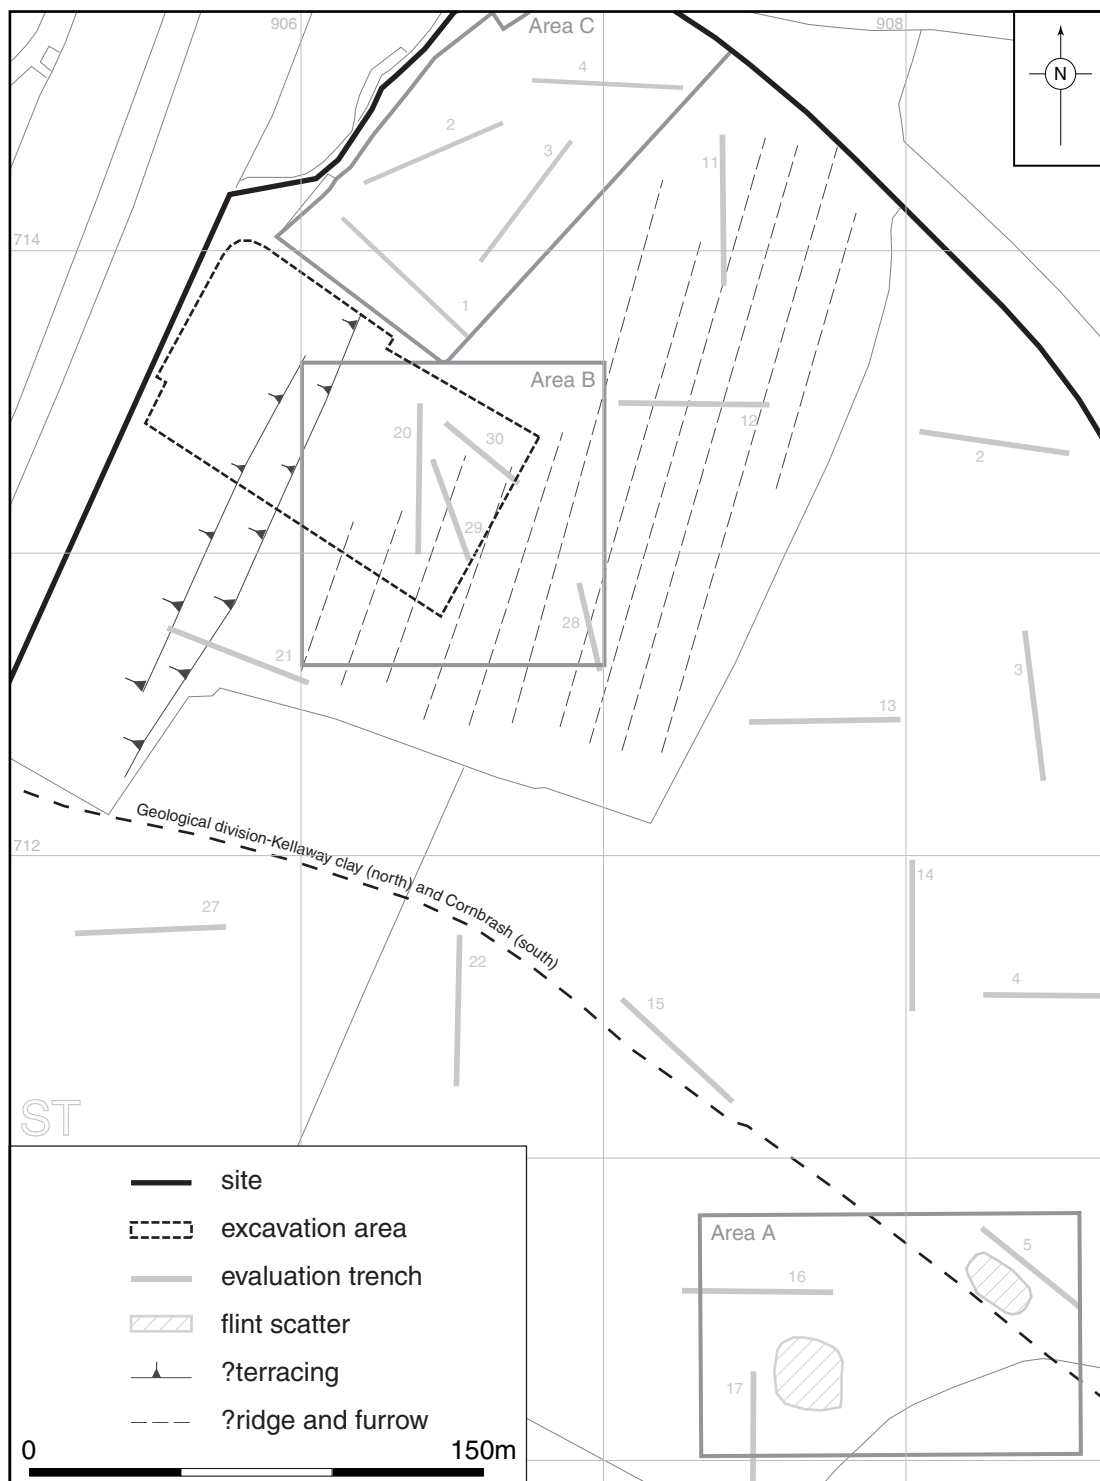 906
Area C
908
N
4
2
3
11
714
1
Area B
20
30
12
2
29
28
21
3
13
Geological division-Kellaway clay (north) and Cornbrash (south)
712
14
27
22
4
15
ST
site
excavation area
evaluation trench
flint scatter
?terracing
?ridge and furrow
0 150m
Area A
5
16
17